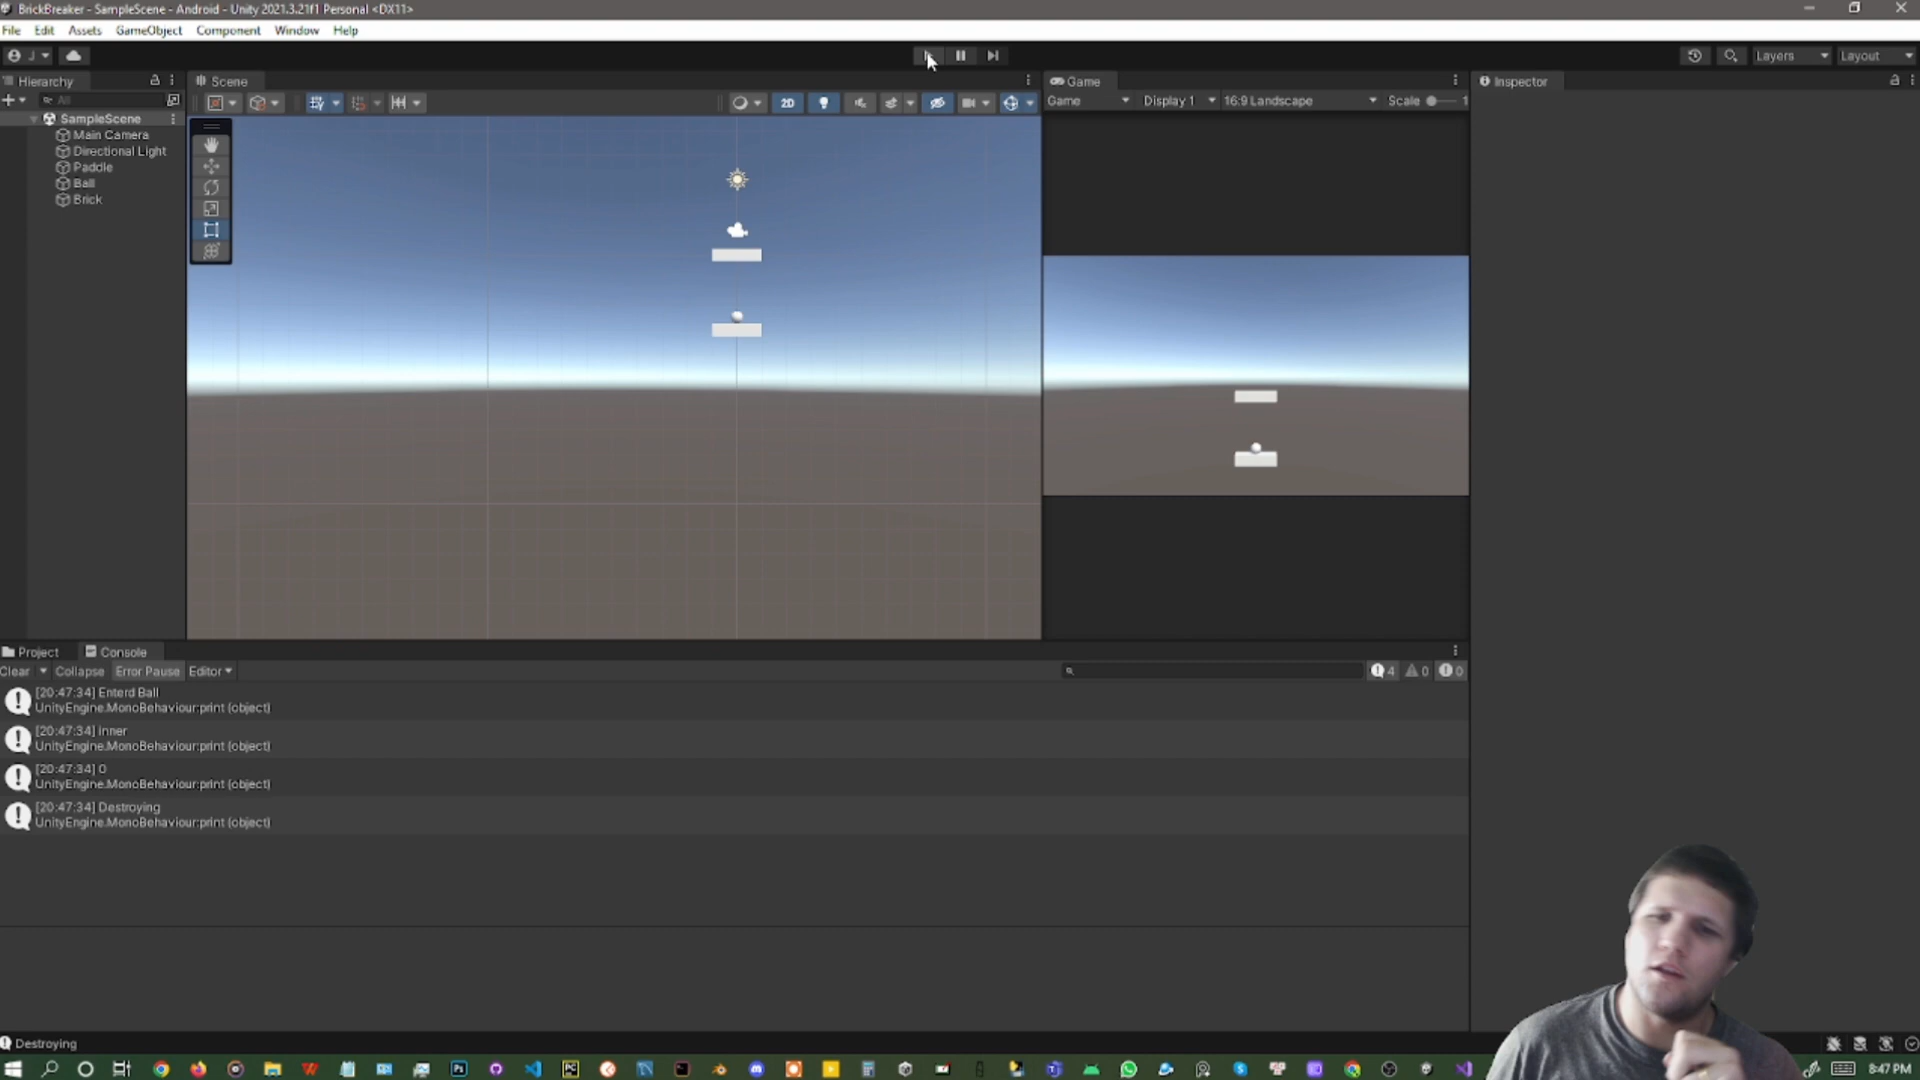 BrickBreaker - SampleScene - Android - Unity 2021.3.21f1 Personal <DX11>
File Edit Assets GameObject Component Window Help
J Layers Layout
Hierarchy Scene Game Inspector
All 2D Game Display 1 16:9 Landscape Scale 1
SampleScene
Main Camera
Directional Light
Paddle
Ball
Brick
Project Console
Clear Collapse Error Pause Editor 4 0 0
[20:47:34] Enterd Ball
UnityEngine.MonoBehaviour:print (object)
[20:47:34] Inner
UnityEngine.MonoBehaviour:print (object)
[20:47:34] 0
UnityEngine.MonoBehaviour:print (object)
[20:47:34] Destroying
UnityEngine.MonoBehaviour:print (object)
Destroying
8:47 PM